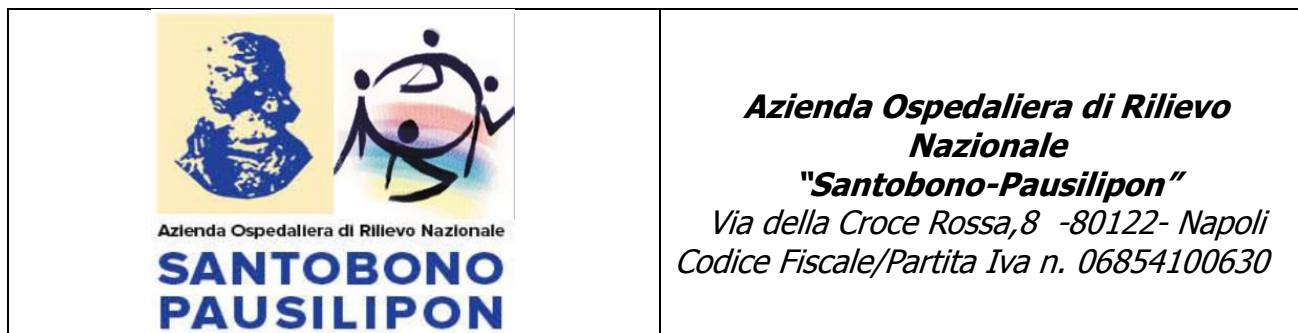 Azienda Ospedaliera di Rilievo Nazionale
SANTOBONO
PAUSILIPON
Azienda Ospedaliera di Rilievo
Nazionale
“Santobono-Pausilipon”
Via della Croce Rossa,8 -80122- Napoli
Codice Fiscale/Partita Iva n. 06854100630